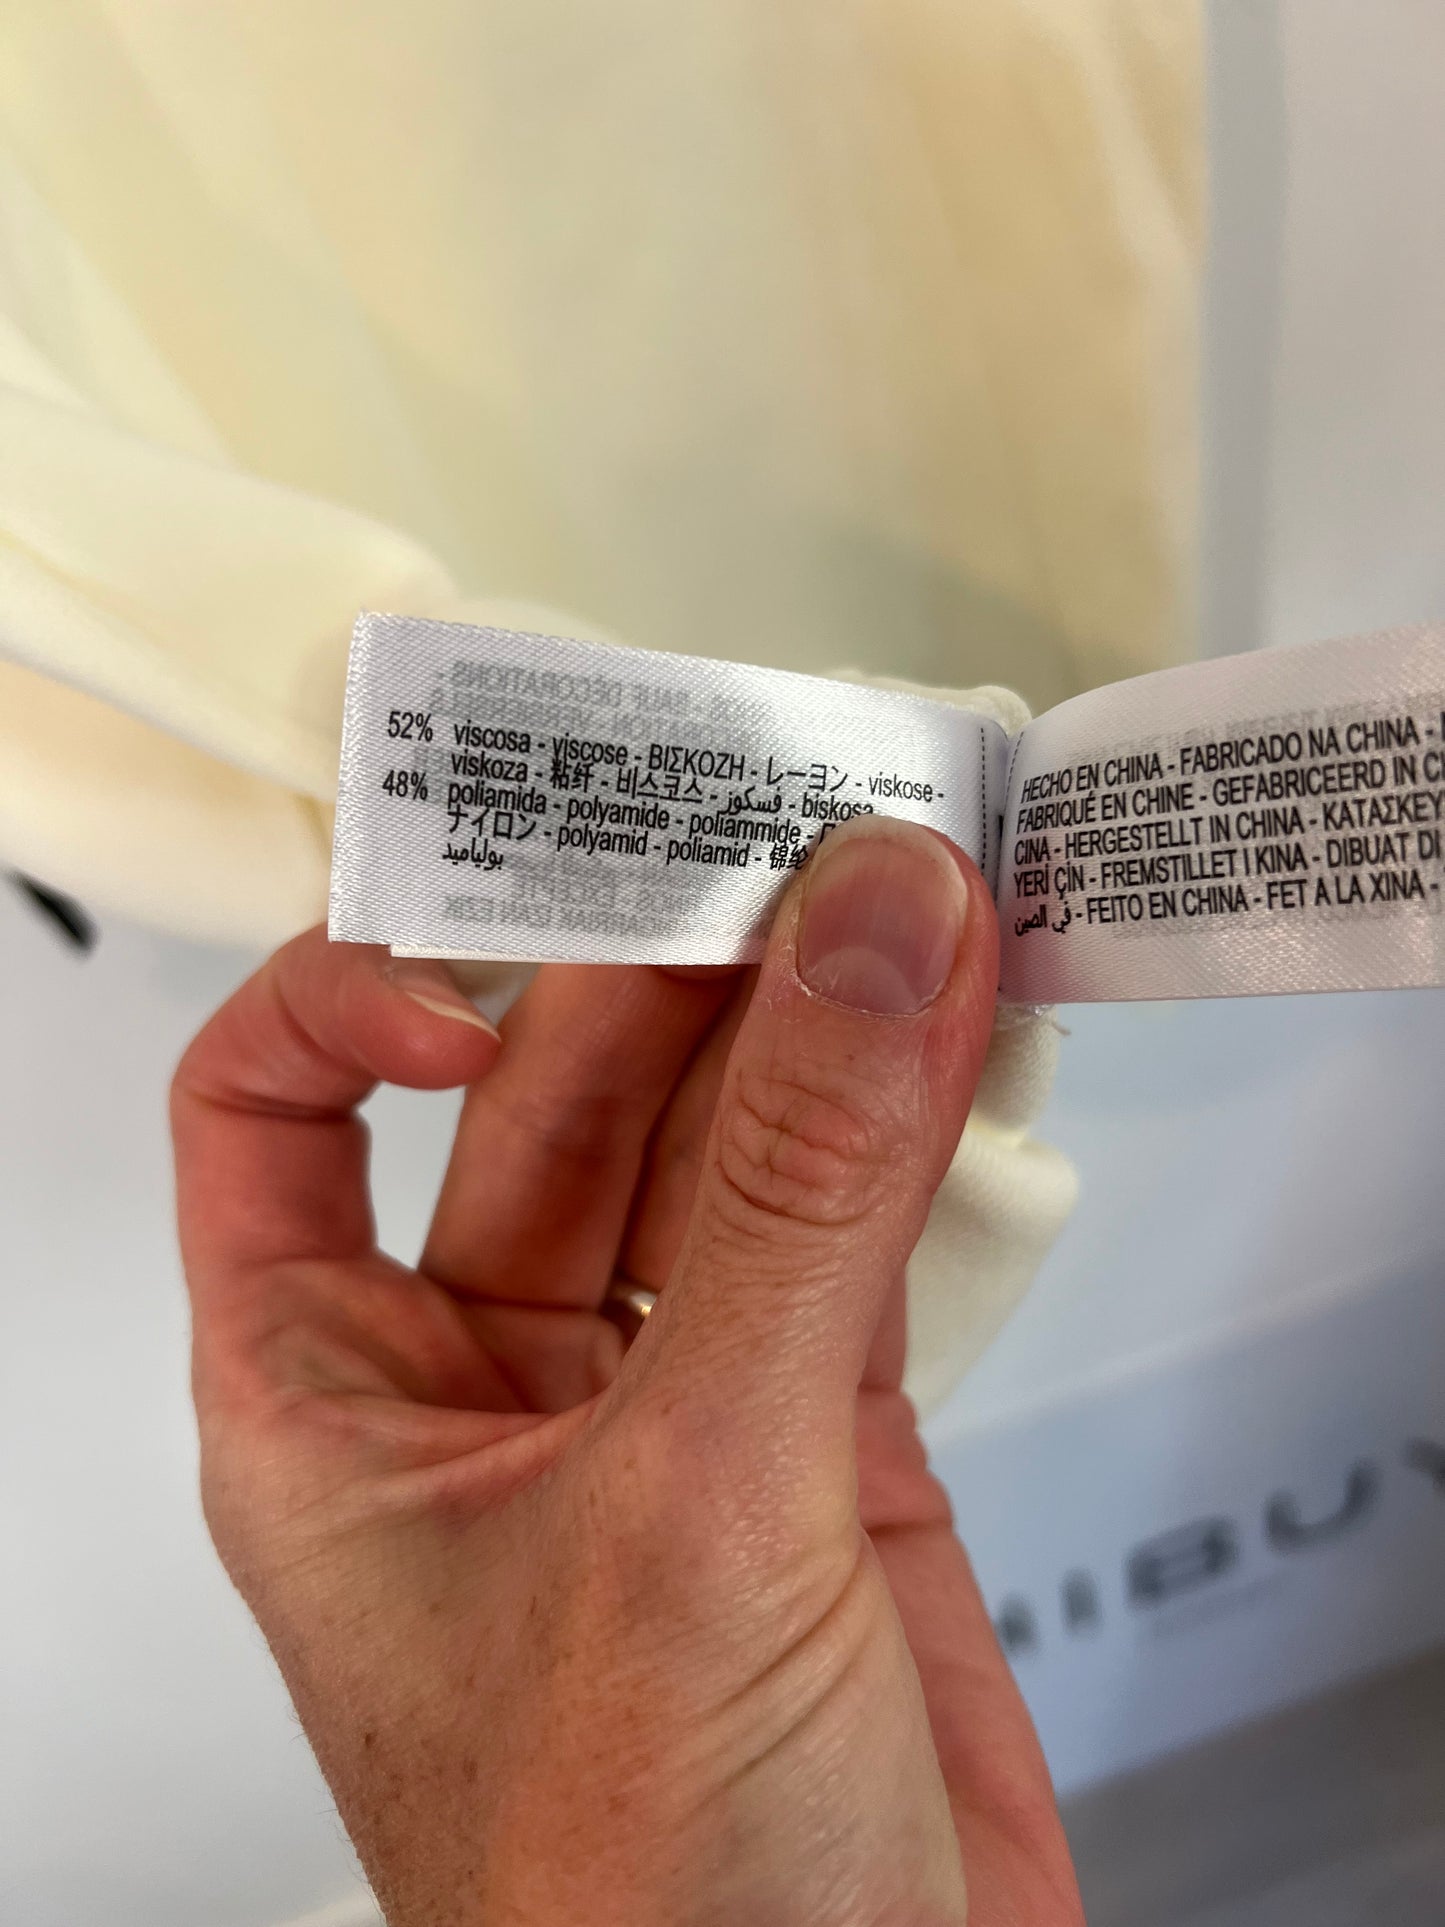 52% viscosa - viscose - ΒΙΣΚΟΖΗ - レーヨン - viskose -
viskoza - 粘纤 - 비스코스 - فسكوز - biskosa
48% poliamida - polyamide - poliammide -
ナイロン - polyamid - poliamid - 锦纶
بولياميد
HECHO EN CHINA - FABRICADO NA CHINA -
FABRIQUÉ EN CHINE - GEFABRICEERD IN
CINA - HERGESTELLT IN CHINA -
YERİ ÇİN - FREMSTILLET I KINA - DIBUAT DI
في الصين - FEITO EN CHINA - FET A LA XINA -